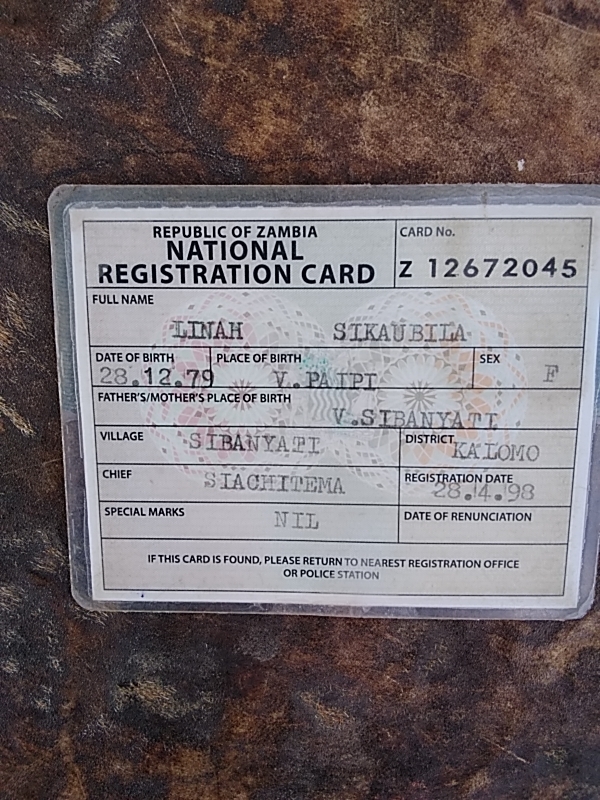 REPUBLIC OF ZAMBIA
NATIONAL
REGISTRATION CARD
CARD No.
Z 12672045
FULL NAME
LINAH SIKAUBILA
DATE OF BIRTH PLACE OF BIRTH SEX
28.12.79 V.PAIPI F
FATHER'S/MOTHER'S PLACE OF BIRTH
V.SIBANYATI
VILLAGE SIBANYATI DISTRICT KALOMO
CHIEF SIACHITEMA REGISTRATION DATE
28.4.98
SPECIAL MARKS NIL DATE OF RENUNCIATION
IF THIS CARD IS FOUND, PLEASE RETURN TO NEAREST REGISTRATION OFFICE
OR POLICE STATION